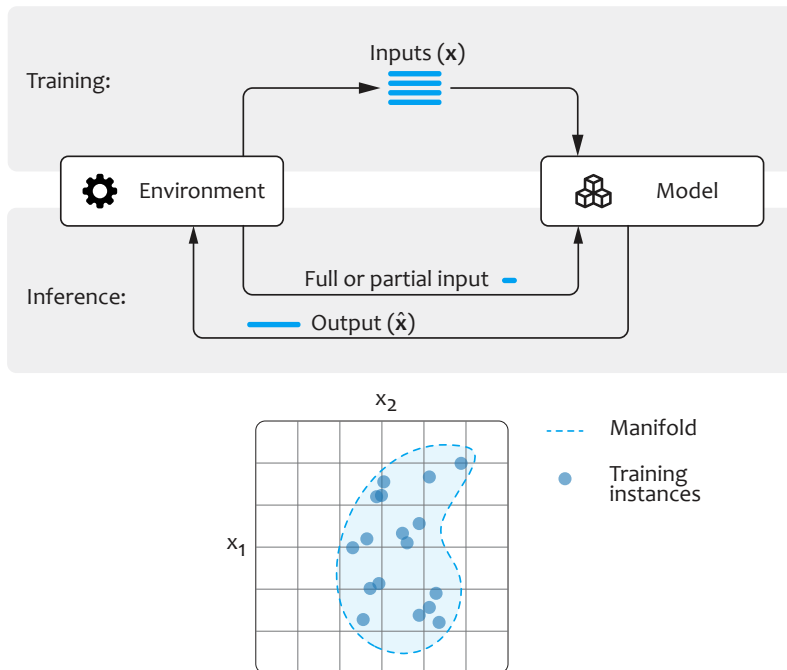 Inputs (x)
Training:
Environment
Model
Full or partial input
Inference:
Output (x̂)
x₂
Manifold
Training
instances
x₁